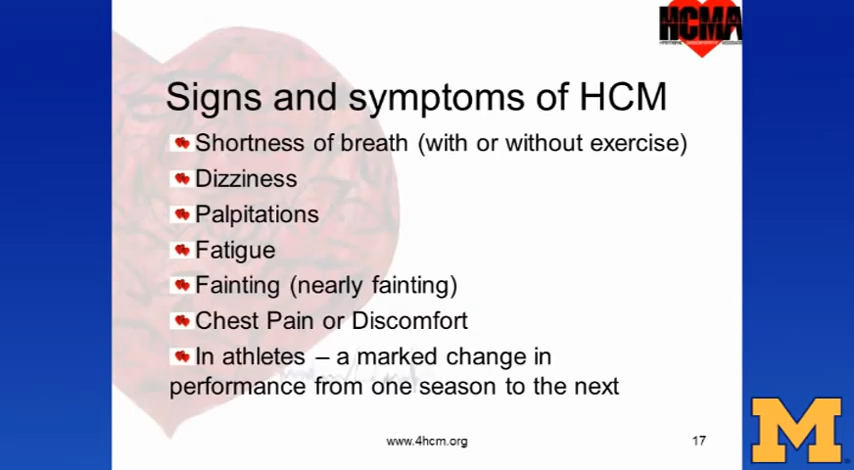 HCMA
Signs and symptoms of HCM
Shortness of breath (with or without exercise)
Dizziness
Palpitations
Fatigue
Fainting (nearly fainting)
Chest Pain or Discomfort
In athletes – a marked change in
performance from one season to the next
www.4hcm.org
17
M